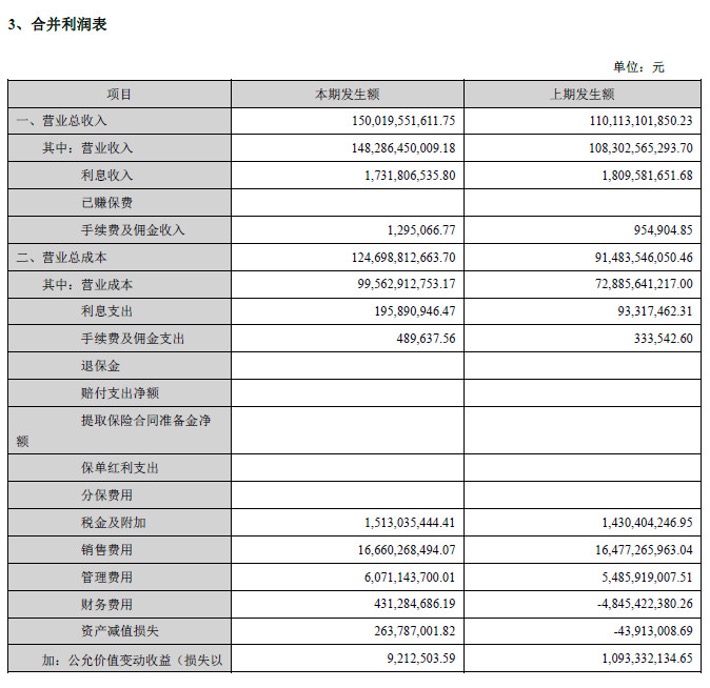 3、合并利润表
单位：元
项目 本期发生额 上期发生额
一、营业总收入 150,019,551,611.75 110,113,101,850.23
其中：营业收入 148,286,450,009.18 108,302,565,293.70
利息收入 1,731,806,535.80 1,809,581,651.68
已赚保费
手续费及佣金收入 1,295,066.77 954,904.85
二、营业总成本 124,698,812,663.70 91,483,546,050.46
其中：营业成本 99,562,912,753.17 72,885,641,217.00
利息支出 195,890,946.47 93,317,462.31
手续费及佣金支出 489,637.56 333,542.60
退保金
赔付支出净额
提取保险合同准备金净
额
保单红利支出
分保费用
税金及附加 1,513,035,444.41 1,430,404,246.95
销售费用 16,660,268,494.07 16,477,265,963.04
管理费用 6,071,143,700.01 5,485,919,007.51
财务费用 431,284,686.19 -4,845,422,380.26
资产减值损失 263,787,001.82 -43,913,008.69
加：公允价值变动收益（损失以 9,212,503.59 1,093,332,134.65